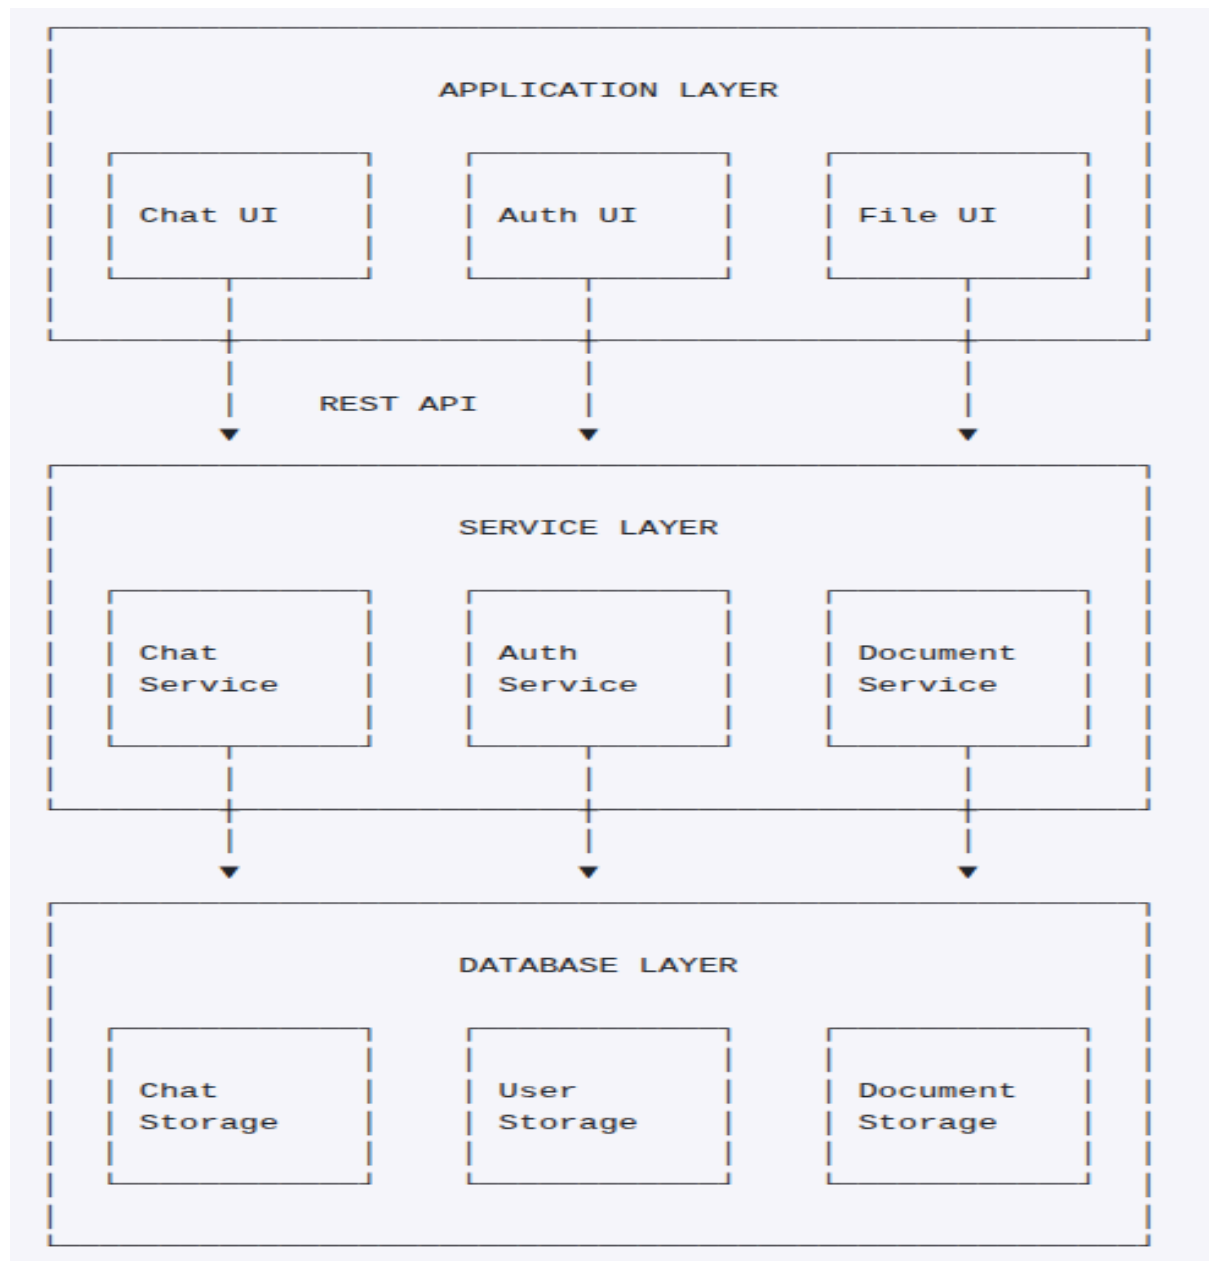 APPLICATION LAYER
Chat UI Auth UI File UI
REST API
SERVICE LAYER
Chat Auth Document
Service Service Service
DATABASE LAYER
Chat User Document
Storage Storage Storage